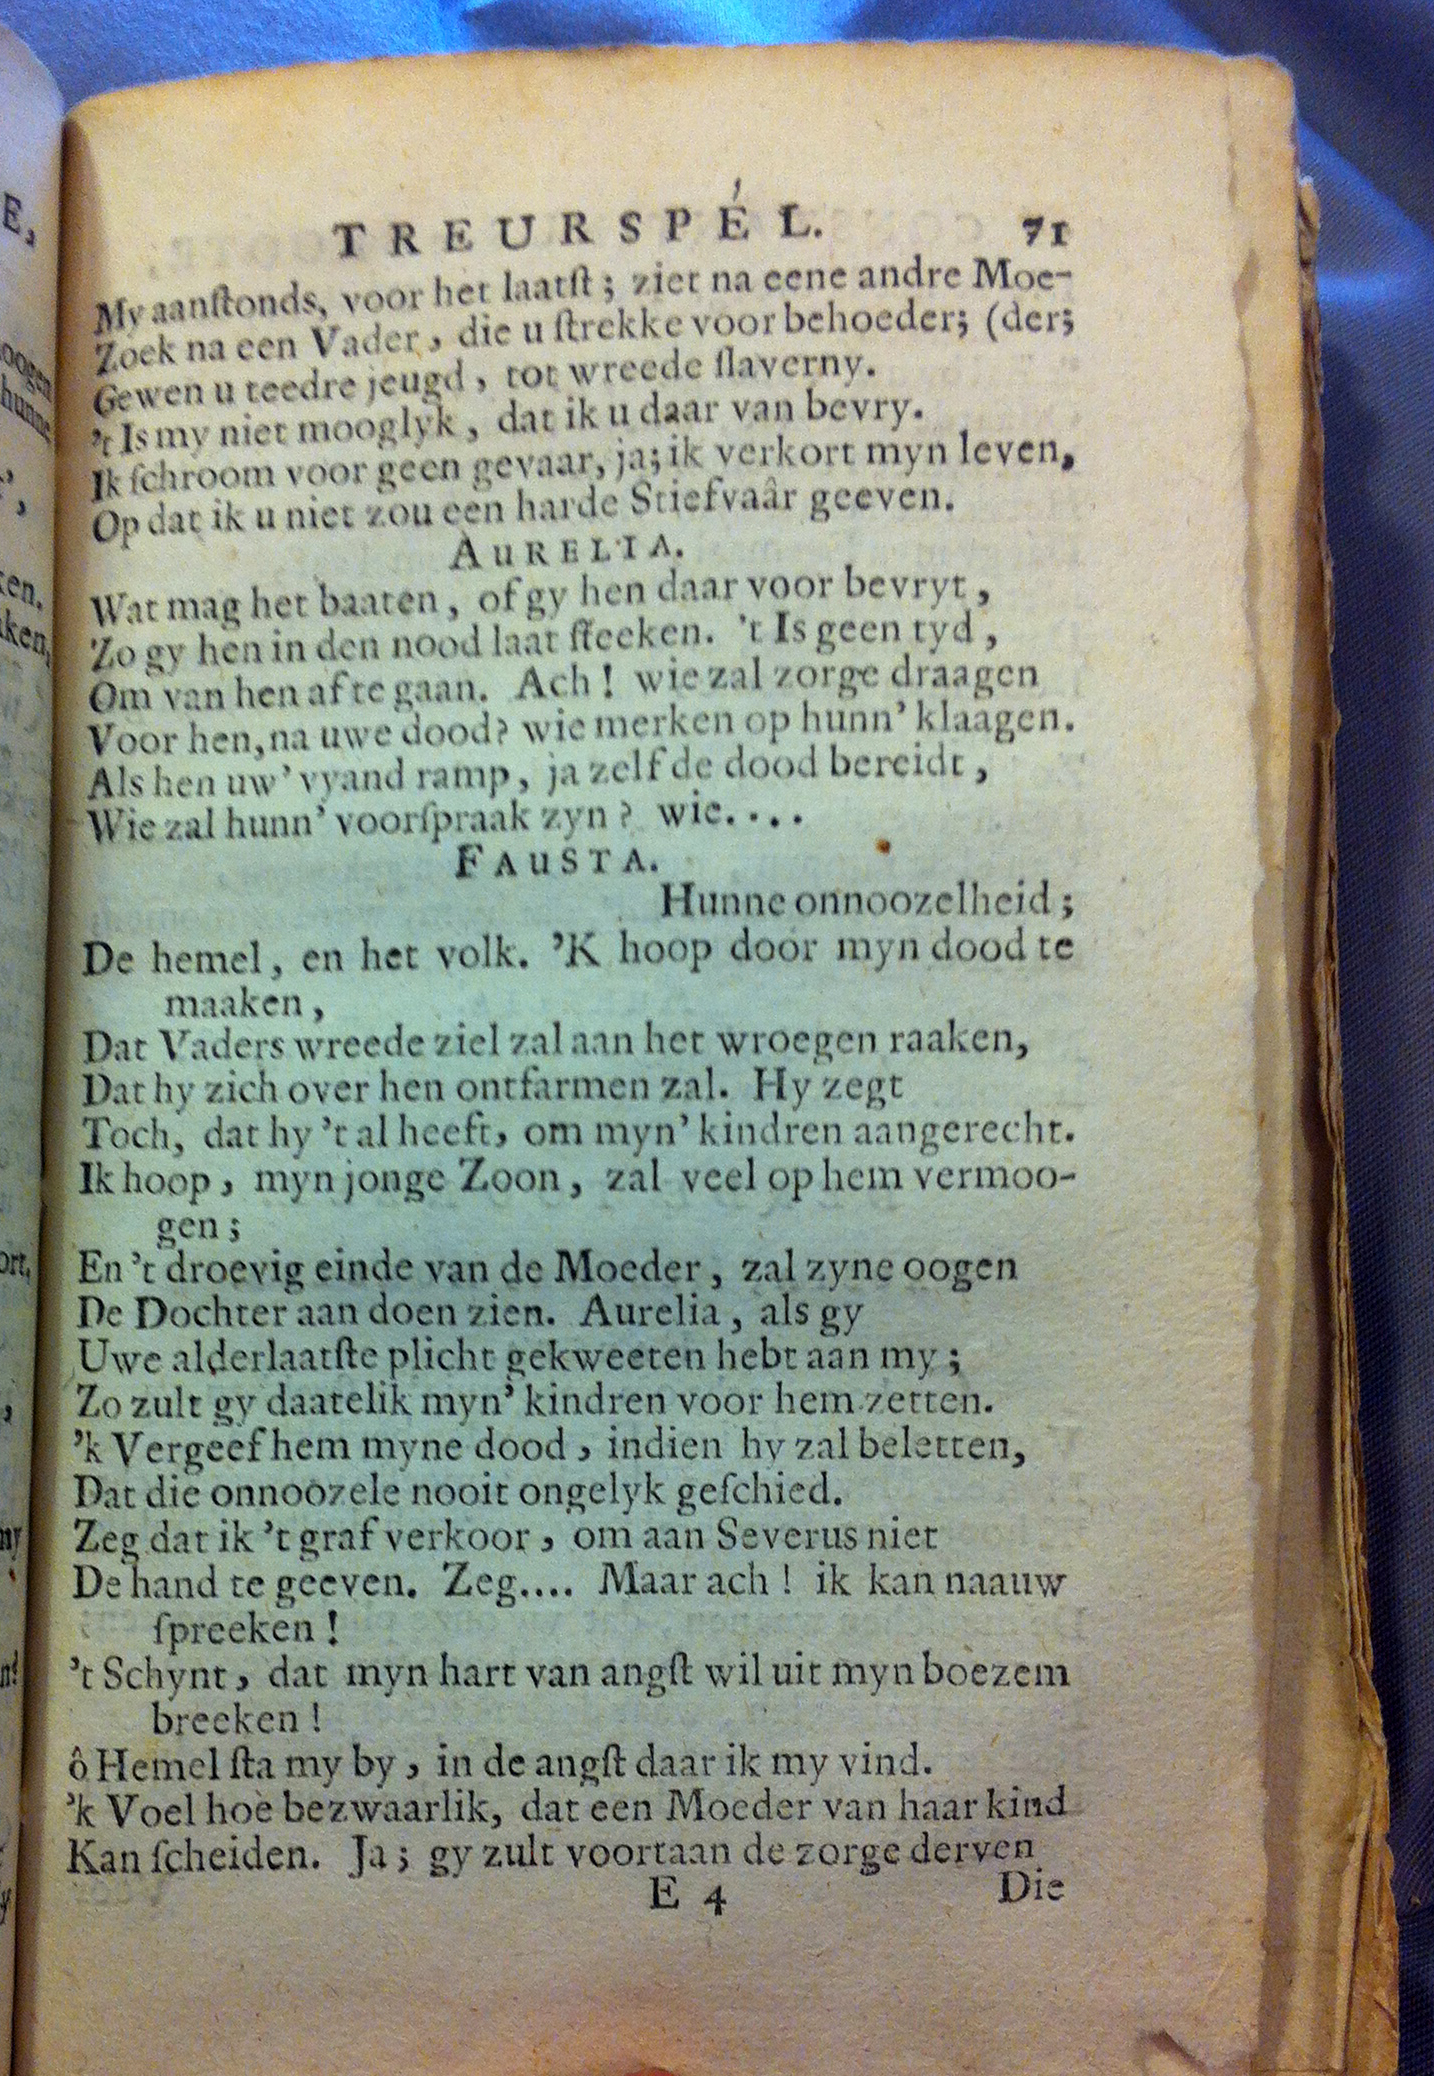 TREURSPÉL. 71
My aanſtonds, voor het laatſt; ziet na eene andre Moe-
Zoek na een Vader, die u ſtrekke voor behoeder; (der;
Gewen u teedre jeugd, tot wreede ſlaverny.
't Is my niet mooglyk, dat ik u daar van bevry.
Ik ſchroom voor geen gevaar, ja; ik verkort myn leven,
Op dat ik u niet zou een harde Stiefvaâr geeven.
AURELIA.
Wat mag het baaten, of gy hen daar voor bevryt,
Zo gy hen in den nood laat ſteeken. 't Is geen tyd,
Om van hen af te gaan. Ach! wie zal zorge draagen
Voor hen, na uwe dood? wie merken op hunn' klaagen.
Als hen uw' vyand ramp, ja zelf de dood bereidt,
Wie zal hunn' voorſpraak zyn? wie....
FAUSTA.
Hunne onnoozelheid;
De hemel, en het volk. 'K hoop door myn dood te
maaken,
Dat Vaders wreede ziel zal aan het wroegen raaken,
Dat hy zich over hen ontfarmen zal. Hy zegt
Toch, dat hy 't al heeft, om myn' kindren aangerecht.
Ik hoop, myn jonge Zoon, zal veel op hem vermoo-
gen;
En 't droevig einde van de Moeder, zal zyne oogen
De Dochter aan doen zien. Aurelia, als gy
Uwe alderlaatſte plicht gekweeten hebt aan my;
Zo zult gy daatelik myn' kindren voor hem zetten.
'k Vergeef hem myne dood, indien hy zal beletten,
Dat die onnoozele nooit ongelyk geſchied.
Zeg dat ik 't graf verkoor, om aan Severus niet
De hand te geeven. Zeg.... Maar ach! ik kan naauw
ſpreeken!
't Schynt, dat myn hart van angſt wil uit myn boezem
breeken!
ô Hemel ſta my by, in de angſt daar ik my vind.
'k Voel hoe bezwaarlik, dat een Moeder van haar kind
Kan ſcheiden. Ja; gy zult voortaan de zorge derven
E 4 Die